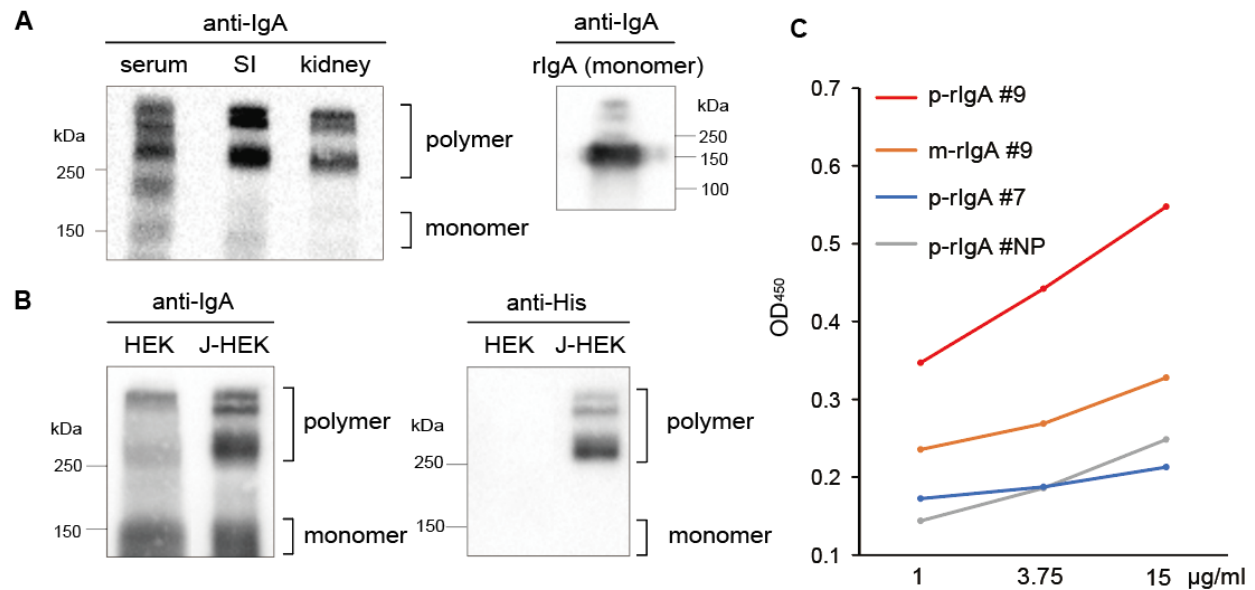 A
anti-IgA
serum SI kidney
kDa
250
150
polymer
monomer
anti-IgA
rIgA (monomer)
kDa
250
150
100
B
anti-IgA
HEK J-HEK
kDa
250
150
polymer
monomer
anti-His
HEK J-HEK
kDa
250
150
polymer
monomer
C
0.7
0.6
0.5
0.4
0.3
0.2
0.1
OD450
p-rIgA #9
m-rIgA #9
p-rIgA #7
p-rIgA #NP
1 3.75 15 µg/ml